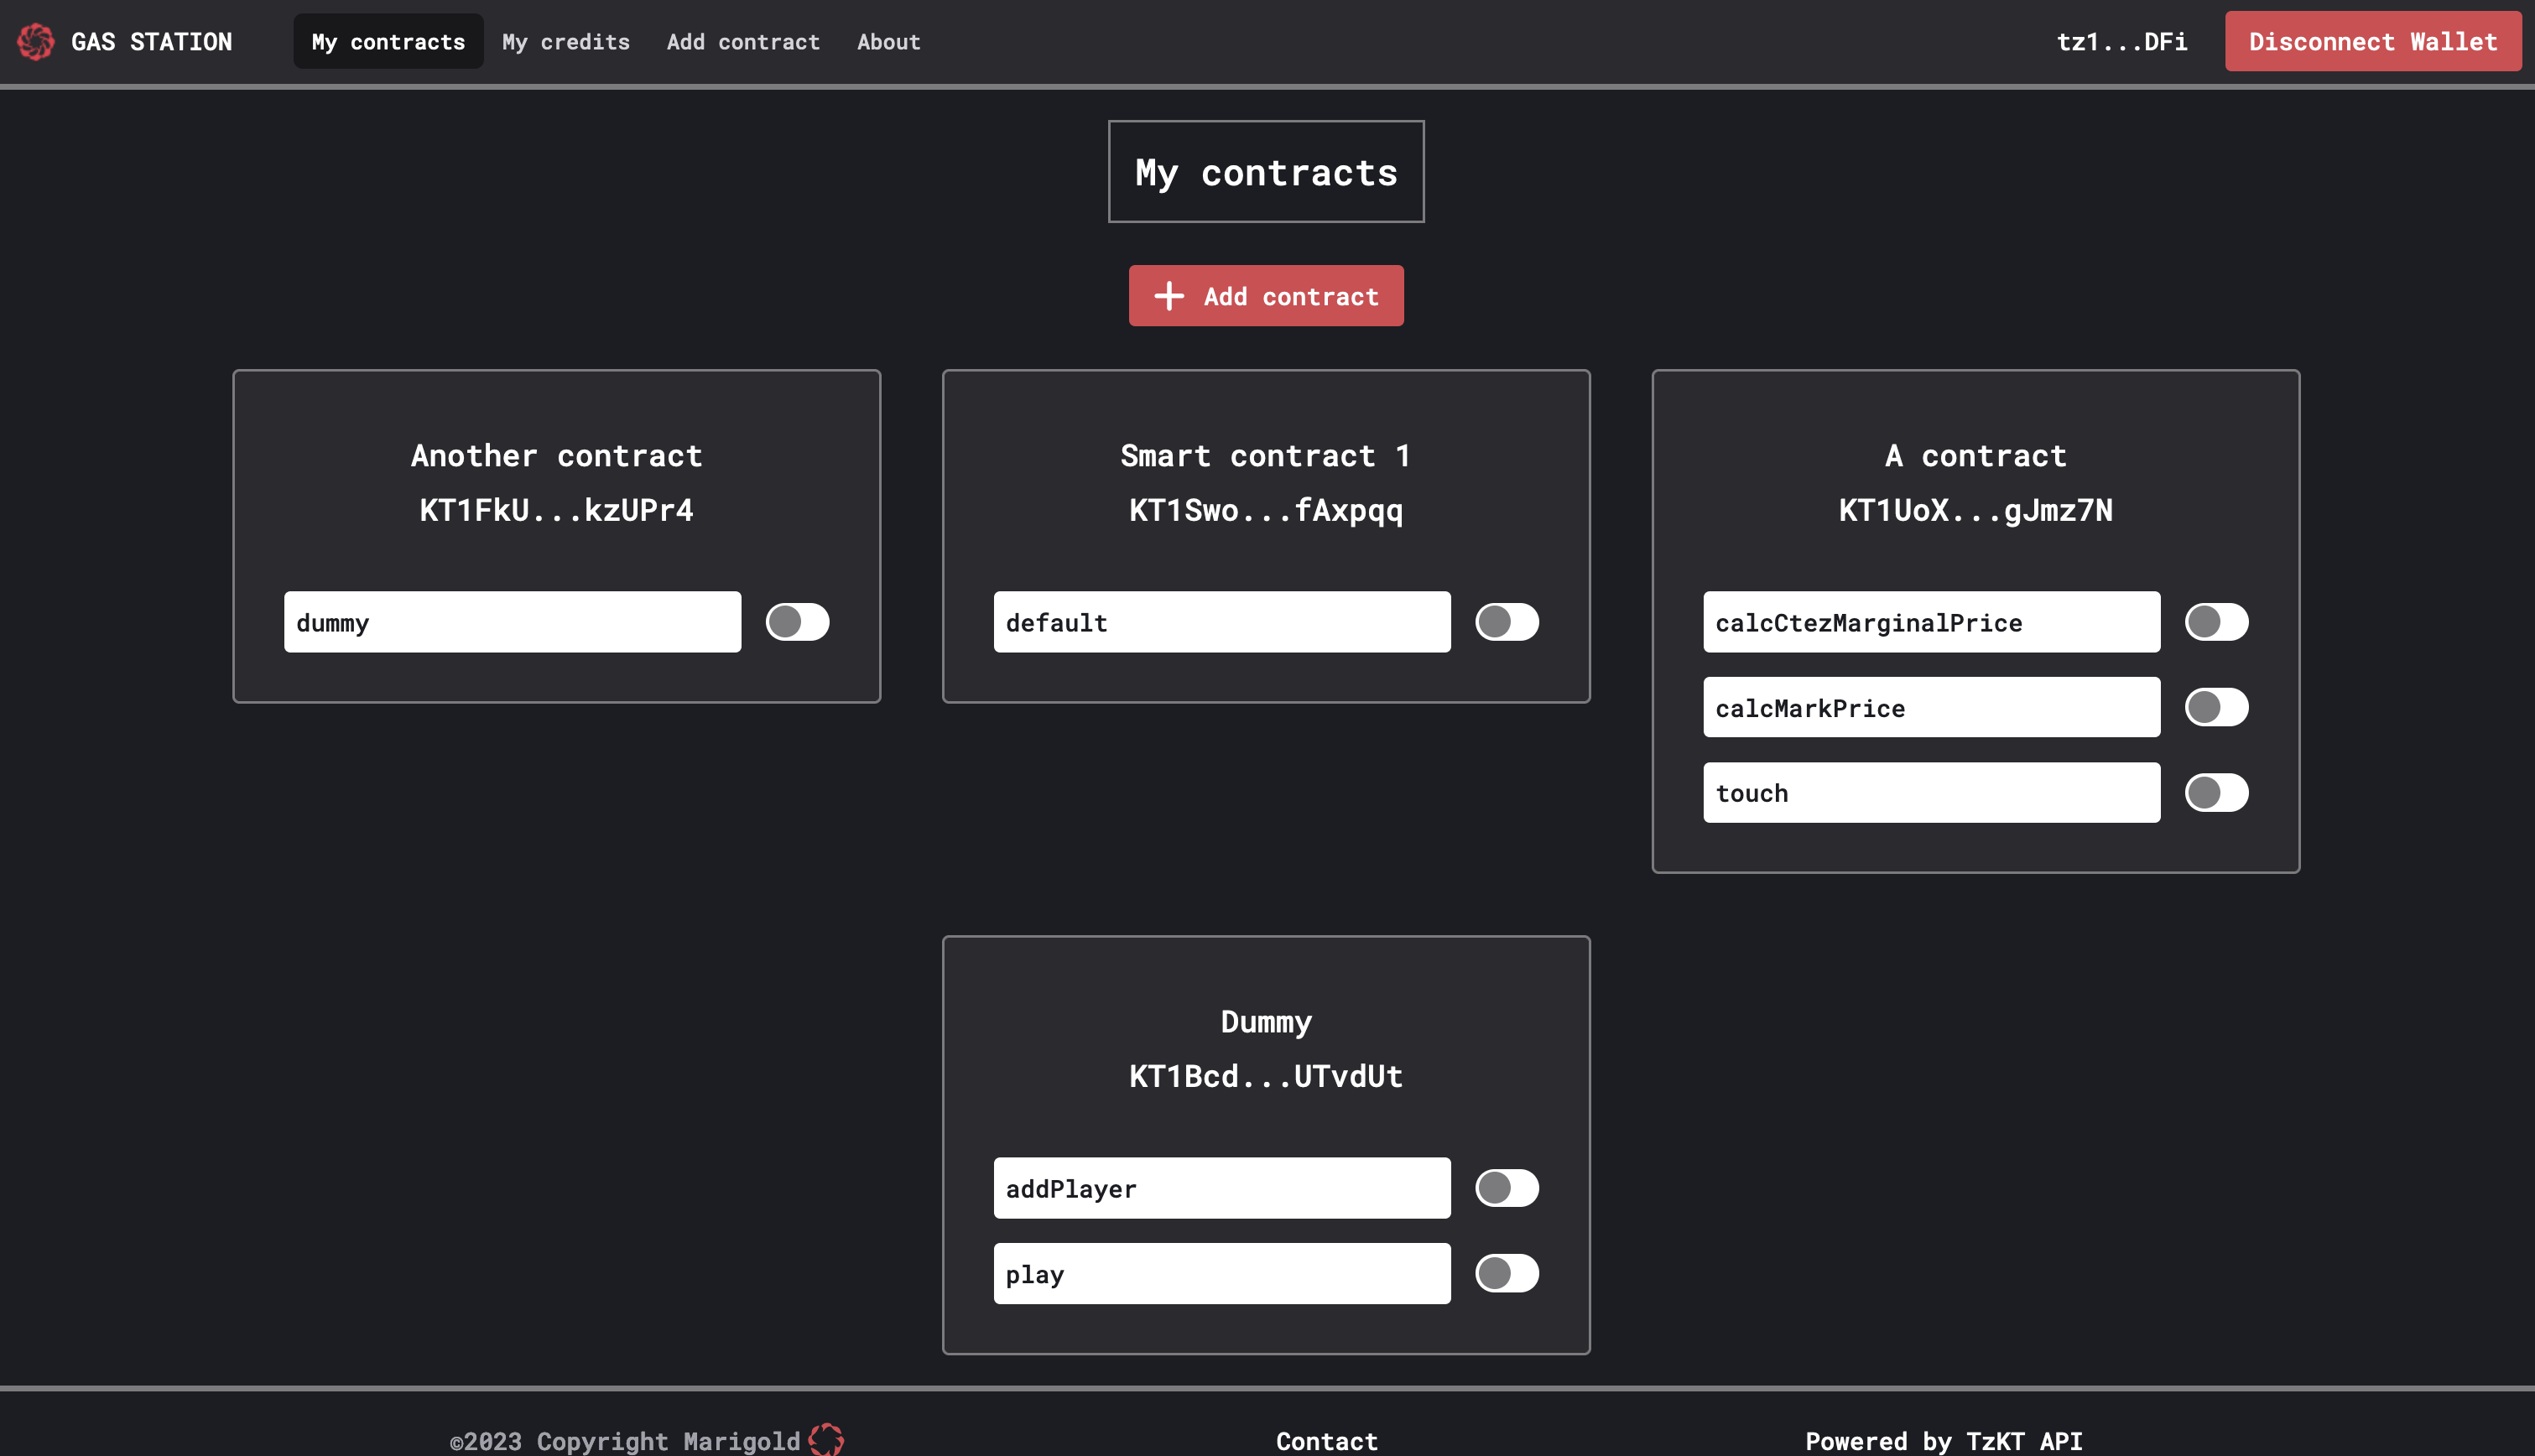 GAS STATION My contracts My credits Add contract About tz1...DFi Disconnect Wallet
My contracts
Add contract
Another contract
KT1FkU...kzUPr4
dummy
Smart contract 1
KT1Swo...fAxpqq
default
A contract
KT1UoX...gJmz7N
calcCtezMarginalPrice
calcMarkPrice
touch
Dummy
KT1Bcd...UTvdUt
addPlayer
play
©2023 Copyright Marigold Contact Powered by TzKT API